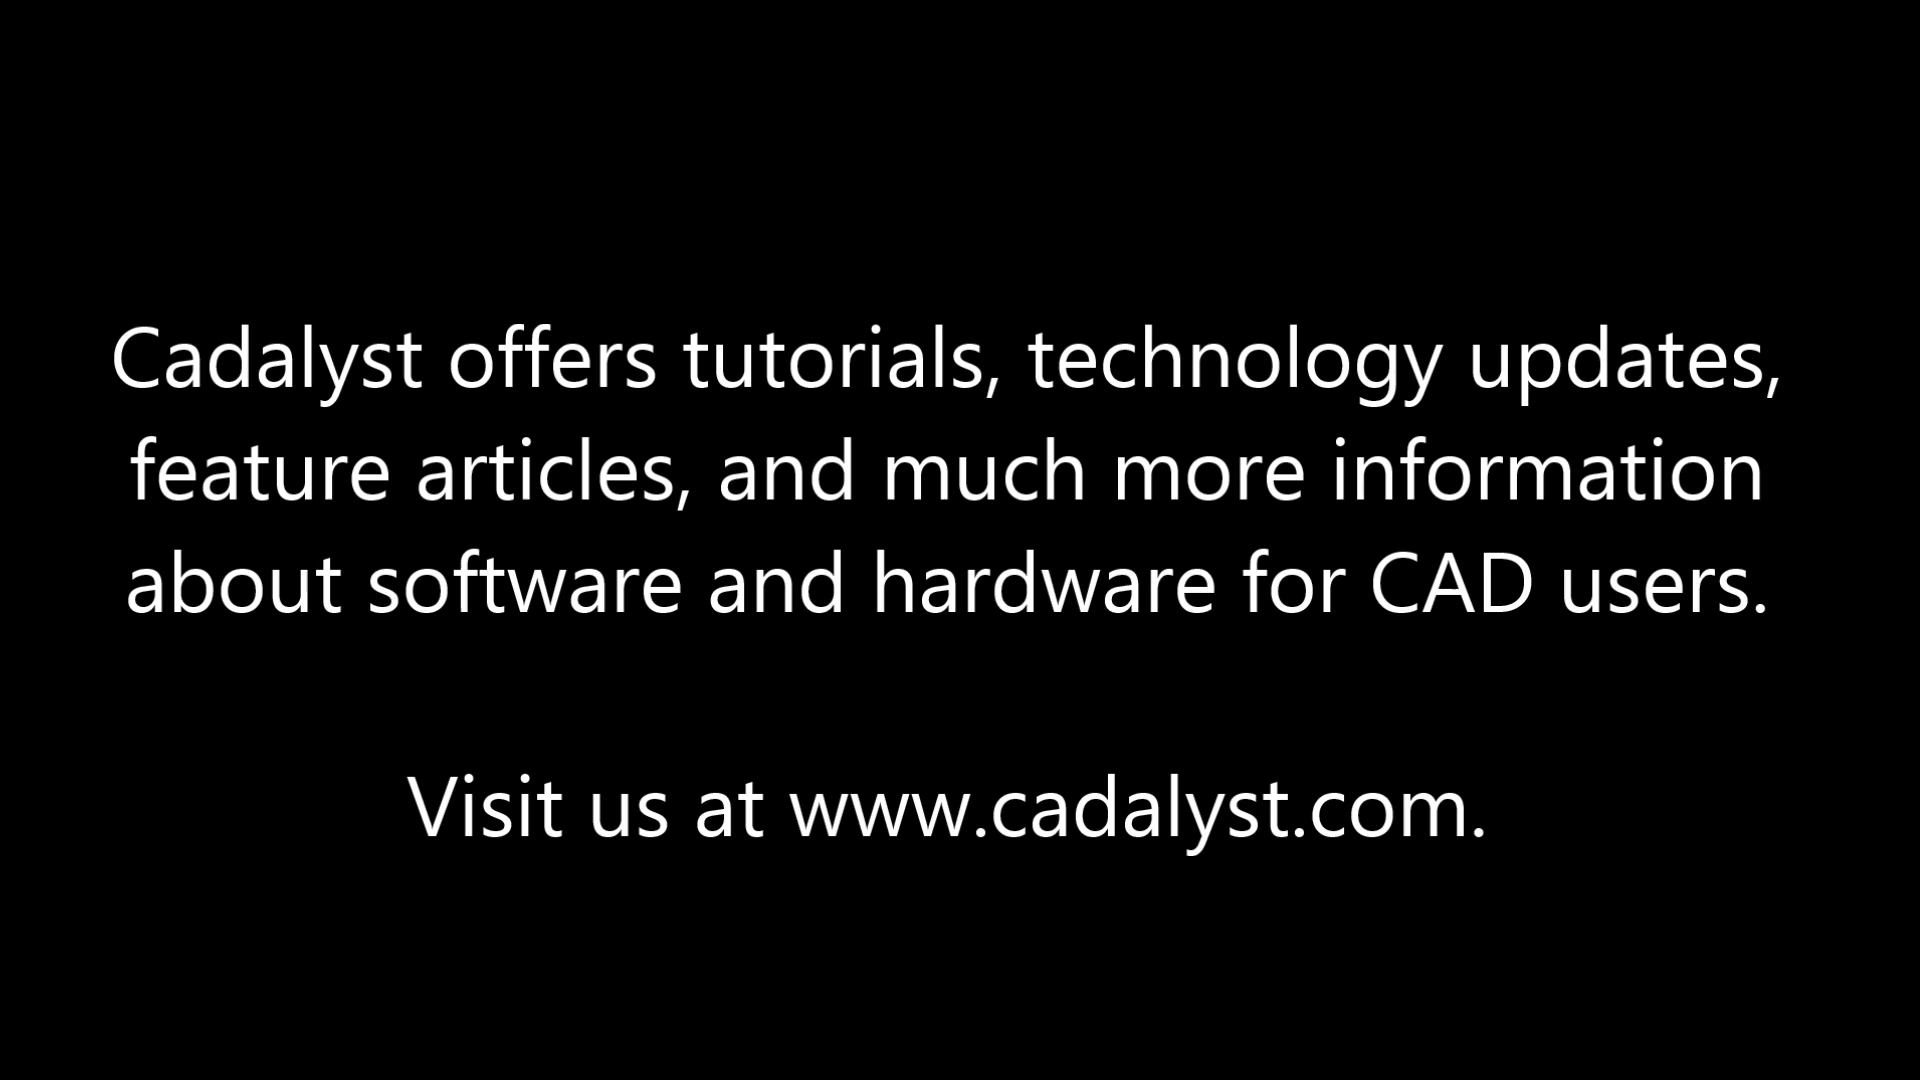 Cadalyst offers tutorials, technology updates,
feature articles, and much more information
about software and hardware for CAD users.
Visit us at www.cadalyst.com.